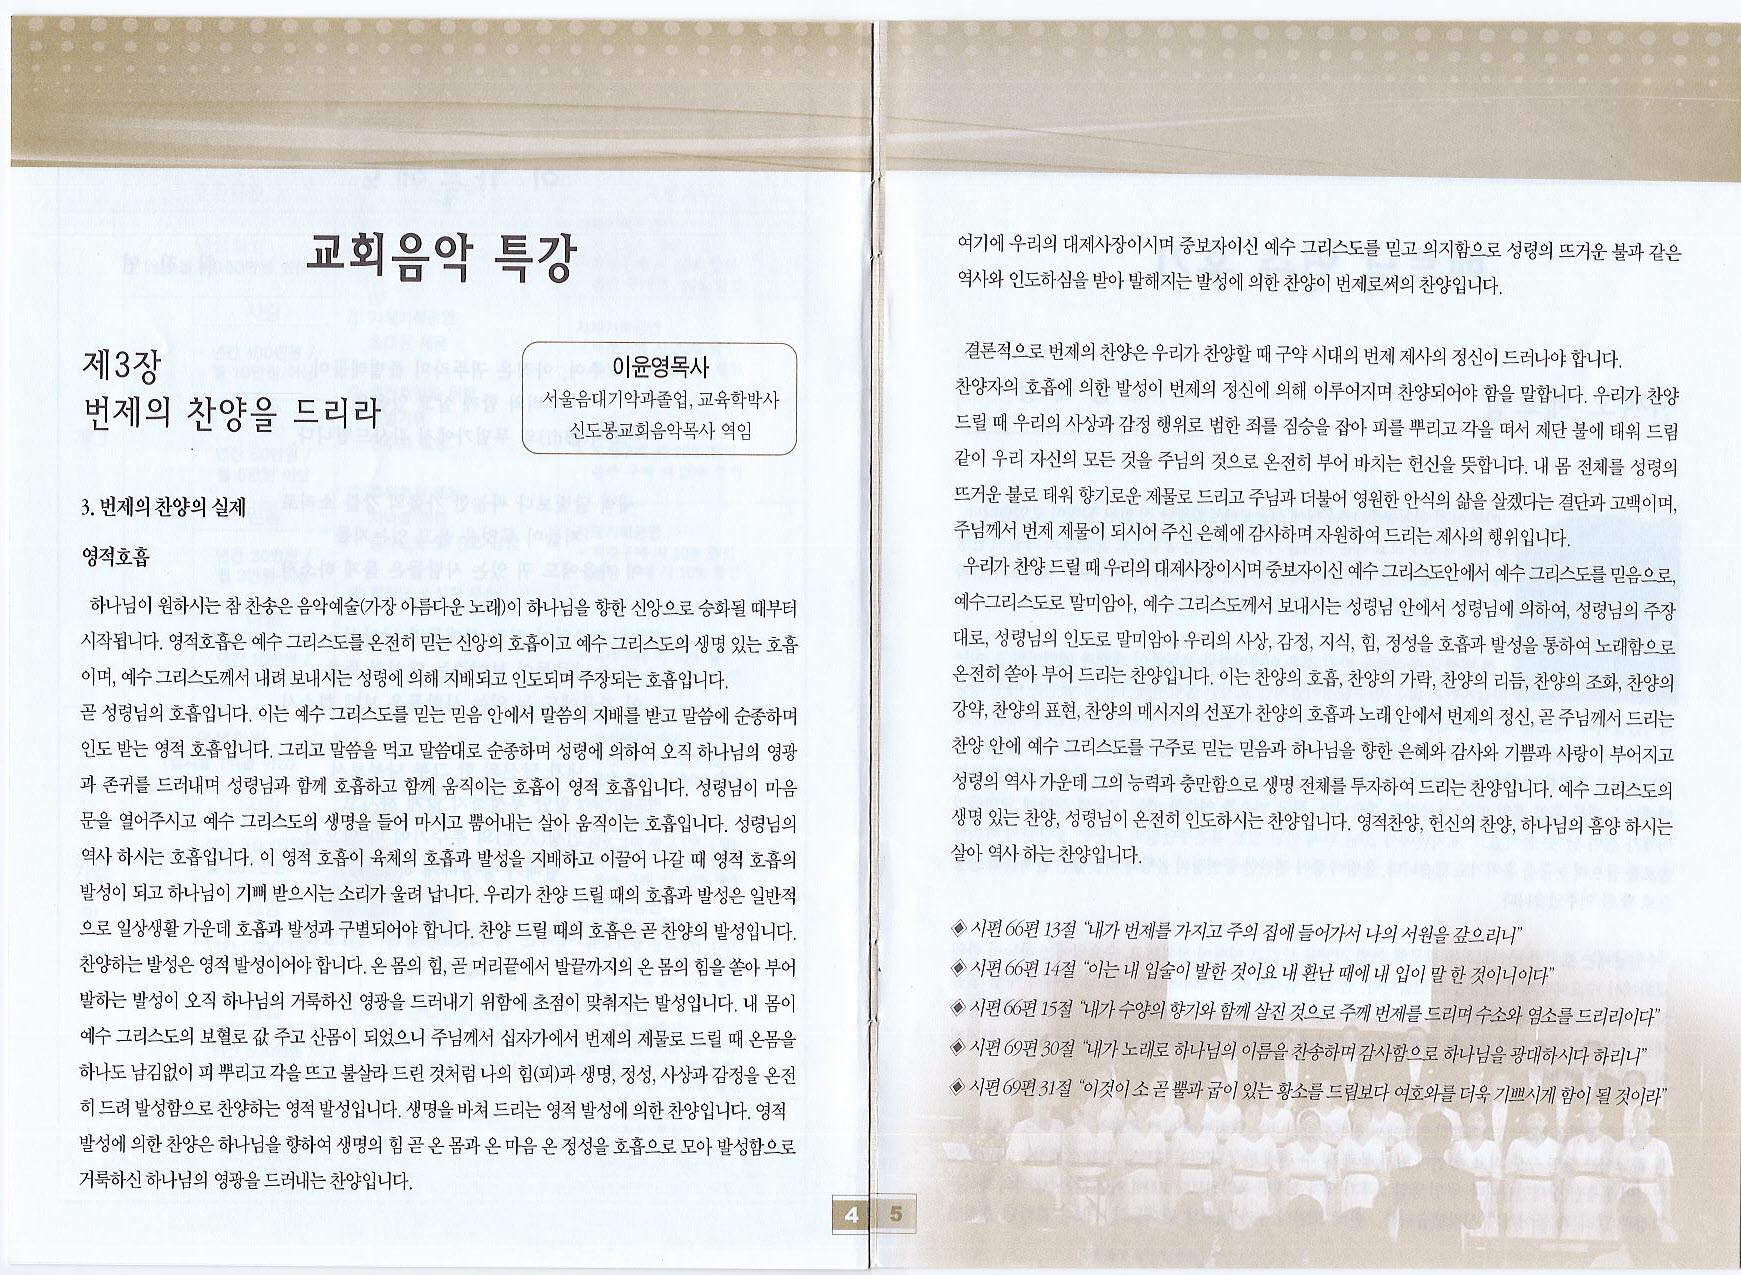 교회음악 특강
제3장
번제의 찬양을 드리라
이윤영목사
서울음대기악과졸업, 교육학박사
신도봉교회음악목사 역임
3. 번제의 찬양의 실제
영적호흡
하나님이 원하시는 참 찬송은 음악예술(가장 아름다운 노래)이 하나님을 향한 신앙으로 승화될 때부터
시작됩니다. 영적호흡은 예수 그리스도를 온전히 믿는 신앙의 호흡이고 예수 그리스도의 생명 있는 호흡
이며, 예수 그리스도께서 내려 보내시는 성령에 의해 지배되고 인도되며 주장되는 호흡입니다.
곧 성령님의 호흡입니다. 이는 예수 그리스도를 믿는 믿음 안에서 말씀의 지배를 받고 말씀에 순종하며
인도 받는 영적 호흡입니다. 그리고 말씀을 먹고 말씀대로 순종하며 성령에 의하여 오직 하나님의 영광
과 존귀를 드러내며 성령님과 함께 호흡하고 함께 움직이는 호흡이 영적 호흡입니다. 성령님이 마음
문을 열어주시고 예수 그리스도의 생명을 들어 마시고 뿜어내는 살아 움직이는 호흡입니다. 성령님의
역사 하시는 호흡입니다. 이 영적 호흡이 육체의 호흡과 발성을 지배하고 이끌어 나갈 때 영적 호흡의
발성이 되고 하나님이 기뻐 받으시는 소리가 울려 납니다. 우리가 찬양 드릴 때의 호흡과 발성은 일반적
으로 일상생활 가운데 호흡과 발성과 구별되어야 합니다. 찬양 드릴 때의 호흡은 곧 찬양의 발성입니다.
찬양하는 발성은 영적 발성이어야 합니다. 온 몸의 힘, 곧 머리끝에서 발끝까지의 온 몸의 힘을 쏟아 부어
발하는 발성이 오직 하나님의 거룩하신 영광을 드러내기 위함에 초점이 맞춰지는 발성입니다. 내 몸이
예수 그리스도의 보혈로 값 주고 산몸이 되었으니 주님께서 십자가에서 번제의 제물로 드릴 때 온몸을
하나도 남김없이 피 뿌리고 각을 뜨고 불살라 드린 것처럼 나의 힘(피)과 생명, 정성, 사상과 감정을 온전
히 드려 발성함으로 찬양하는 영적 발성입니다. 생명을 바쳐 드리는 영적 발성에 의한 찬양입니다. 영적
발성에 의한 찬양은 하나님을 향하여 생명의 힘 곧 온 몸과 온 마음 온 정성을 호흡으로 모아 발성함으로
거룩하신 하나님의 영광을 드러내는 찬양입니다.
4
여기에 우리의 대제사장이시며 중보자이신 예수 그리스도를 믿고 의지함으로 성령의 뜨거운 불과 같은
역사와 인도하심을 받아 발해지는 발성에 의한 찬양이 번제로써의 찬양입니다.
결론적으로 번제의 찬양은 우리가 찬양할 때 구약 시대의 번제 제사의 정신이 드러나야 합니다.
찬양자의 호흡에 의한 발성이 번제의 정신에 의해 이루어지며 찬양되어야 함을 말합니다. 우리가 찬양
드릴 때 우리의 사상과 감정 행위로 범한 죄를 짐승을 잡아 피를 뿌리고 각을 떠서 제단 불에 태워 드림
같이 우리 자신의 모든 것을 주님의 것으로 온전히 부어 바치는 헌신을 뜻합니다. 내 몸 전체를 성령의
뜨거운 불로 태워 향기로운 제물로 드리고 주님과 더불어 영원한 안식의 삶을 살겠다는 결단과 고백이며,
주님께서 번제 제물이 되시어 주신 은혜에 감사하며 자원하여 드리는 제사의 행위입니다.
우리가 찬양 드릴 때 우리의 대제사장이시며 중보자이신 예수 그리스도안에서 예수 그리스도를 믿음으로,
예수그리스도로 말미암아, 예수 그리스도께서 보내시는 성령님 안에서 성령님에 의하여, 성령님의 주장
대로, 성령님의 인도로 말미암아 우리의 사상, 감정, 지식, 힘, 정성을 호흡과 발성을 통하여 노래함으로
온전히 쏟아 부어 드리는 찬양입니다. 이는 찬양의 호흡, 찬양의 가락, 찬양의 리듬, 찬양의 조화, 찬양의
강약, 찬양의 표현, 찬양의 메시지의 선포가 찬양의 호흡과 노래 안에서 번제의 정신, 곧 주님께서 드리는
찬양 안에 예수 그리스도를 구주로 믿는 믿음과 하나님을 향한 은혜와 감사와 기쁨과 사랑이 부어지고
성령의 역사 가운데 그의 능력과 충만함으로 생명 전체를 투자하여 드리는 찬양입니다. 예수 그리스도의
생명 있는 찬양, 성령님이 온전히 인도하시는 찬양입니다. 영적찬양, 헌신의 찬양, 하나님의 흠양 하시는
살아 역사 하는 찬양입니다.
◈ 시편 66편 13절 “내가 번제를 가지고 주의 집에 들어가서 나의 서원을 갚으리니”
◈ 시편 66편 14절 “이는 내 입술이 발한 것이요 내 환난 때에 내 입이 말 한 것이니이다”
◈ 시편 66편 15절 “내가 수양의 향기와 함께 살진 것으로 주께 번제를 드리며 수소와 염소를 드리리이다”
◈ 시편 69편 30절 “내가 노래로 하나님의 이름을 찬송하며 감사함으로 하나님을 광대하시다 하리니”
◈ 시편 69편 31절 “이것이 소 곧 뿔과 굽이 있는 황소를 드림보다 여호와를 더욱 기쁘시게 함이 될 것이라”
5